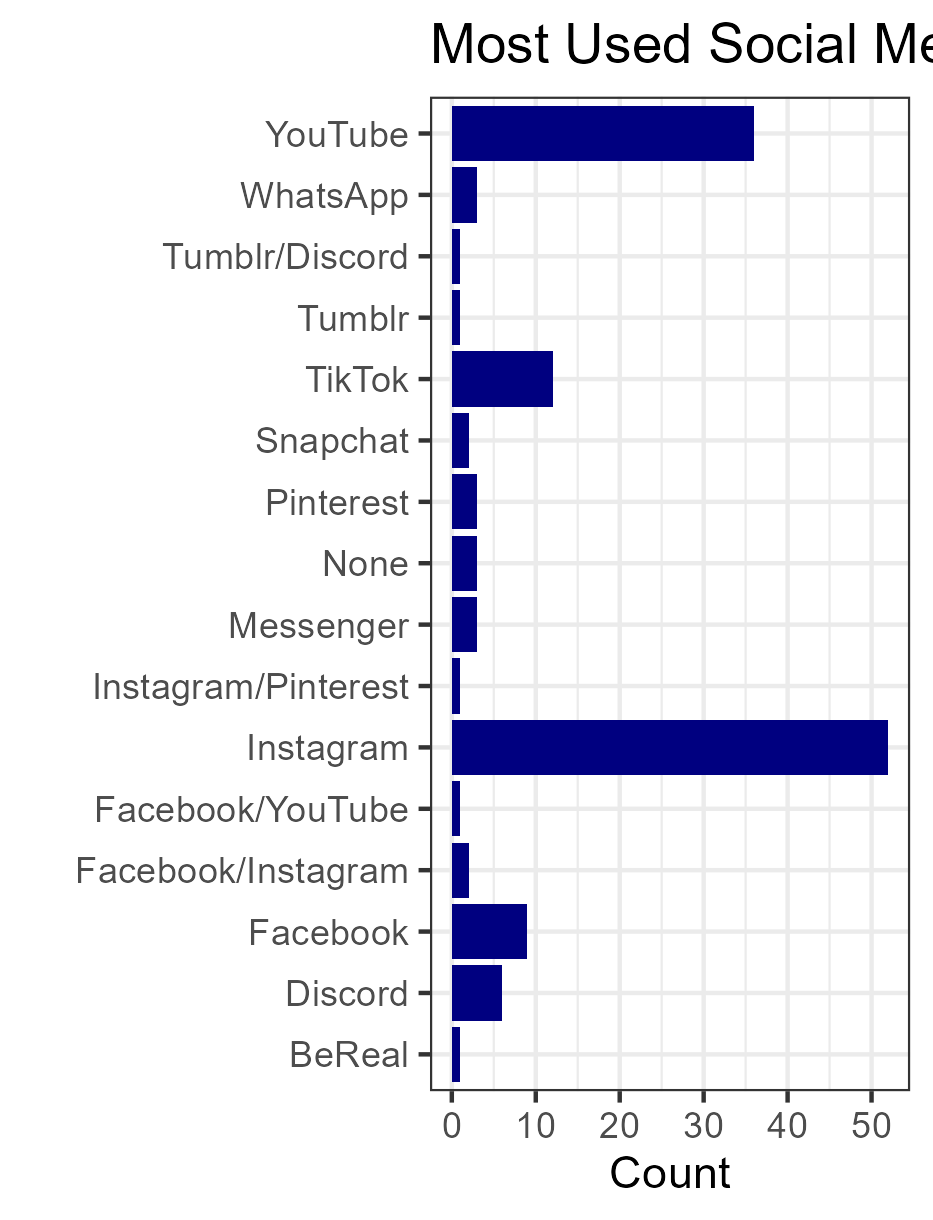 Most Used Social Me
YouTube
WhatsApp
Tumblr/Discord
Tumblr
TikTok
Snapchat
Pinterest
None
Messenger
Instagram/Pinterest
Instagram
Facebook/YouTube
Facebook/Instagram
Facebook
Discord
BeReal
0 10 20 30 40 50
Count